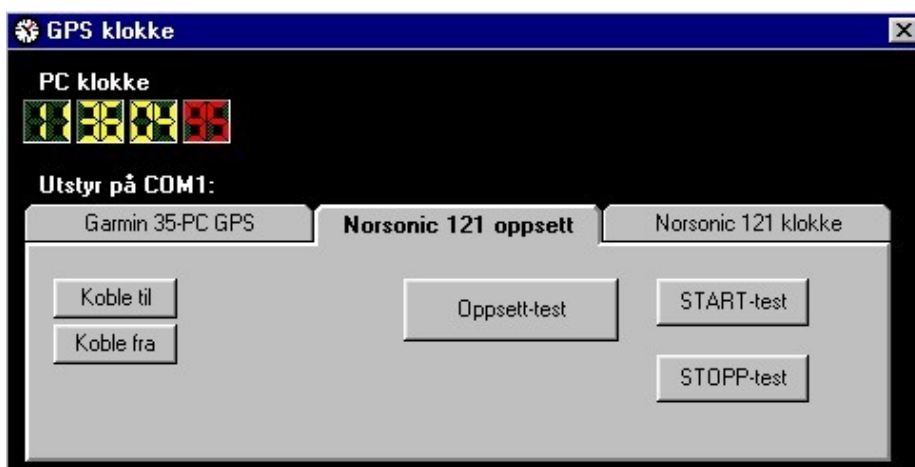 GPS klokke
PC klokke
Utstyr på COM1:
Garmin 35-PC GPS
Norsonic 121 oppsett
Norsonic 121 klokke
Koble til
Oppsett-test
START-test
Koble fra
STOPP-test